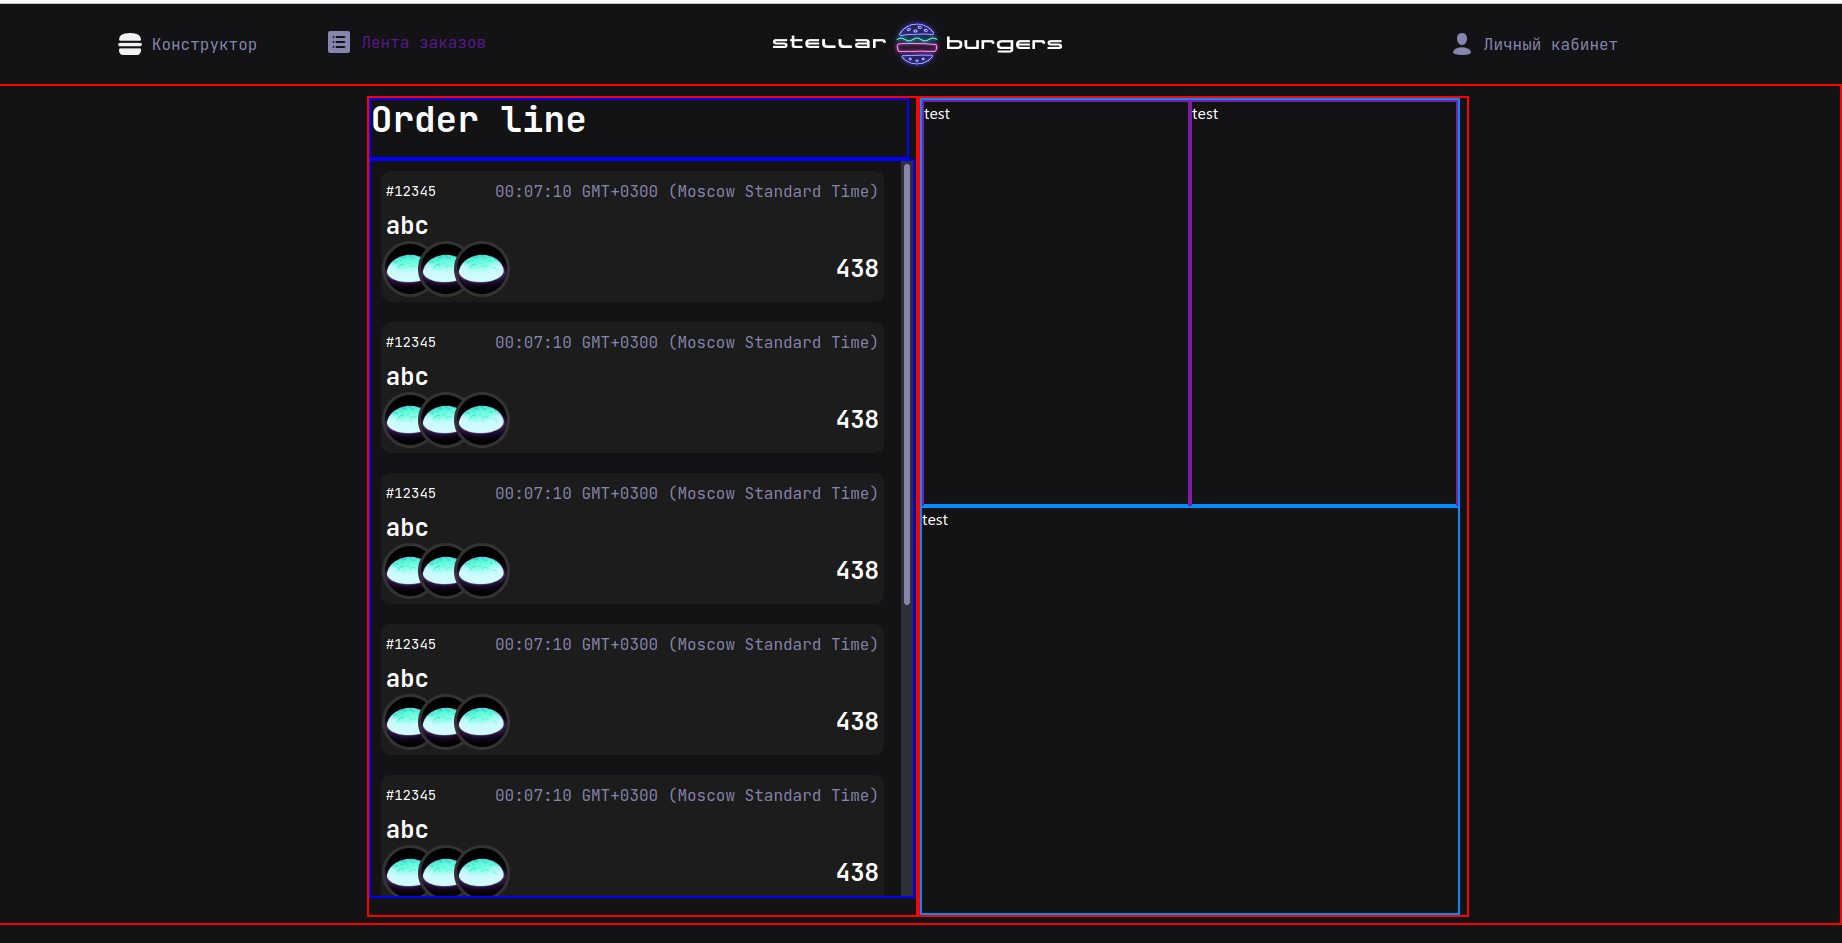 Конструктор
Лента заказов
stellar burgers
Личный кабинет
Order line
#12345 00:07:10 GMT+0300 (Moscow Standard Time)
abc
438
#12345 00:07:10 GMT+0300 (Moscow Standard Time)
abc
438
#12345 00:07:10 GMT+0300 (Moscow Standard Time)
abc
438
#12345 00:07:10 GMT+0300 (Moscow Standard Time)
abc
438
#12345 00:07:10 GMT+0300 (Moscow Standard Time)
abc
438
test
test
test